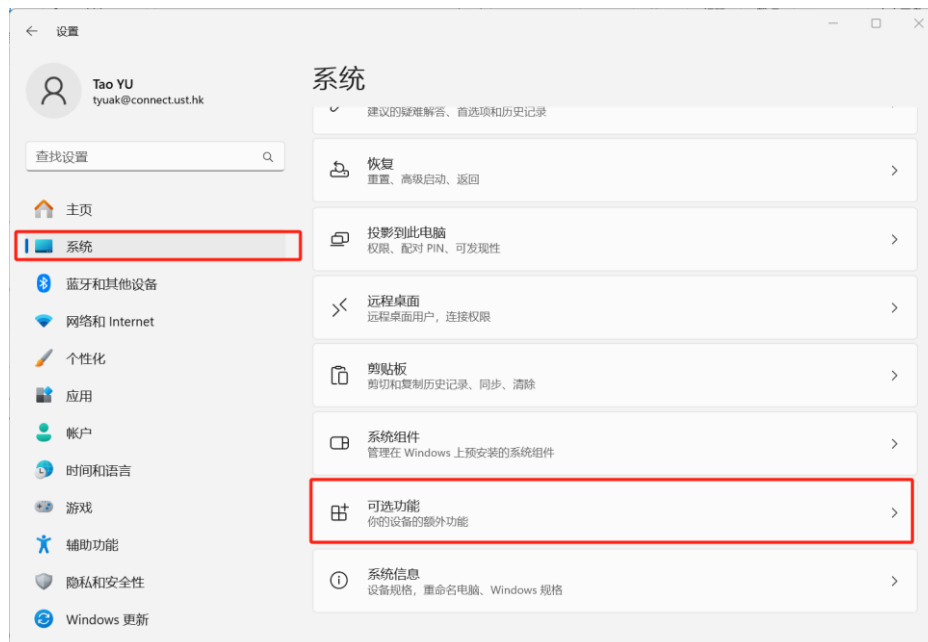 设置
Tao YU
tyuak@connect.ust.hk
查找设置
主页
系统
蓝牙和其他设备
网络和 Internet
个性化
应用
帐户
时间和语言
游戏
辅助功能
隐私和安全性
Windows 更新
系统
建议的疑难解答、首选项和历史记录
恢复
重置、高级启动、返回
投影到此电脑
权限、配对 PIN、可发现性
远程桌面
远程桌面用户，连接权限
剪贴板
剪切和复制历史记录、同步、清除
系统组件
管理在 Windows 上预安装的系统组件
可选功能
你的设备的额外功能
系统信息
设备规格，重命名电脑、Windows 规格